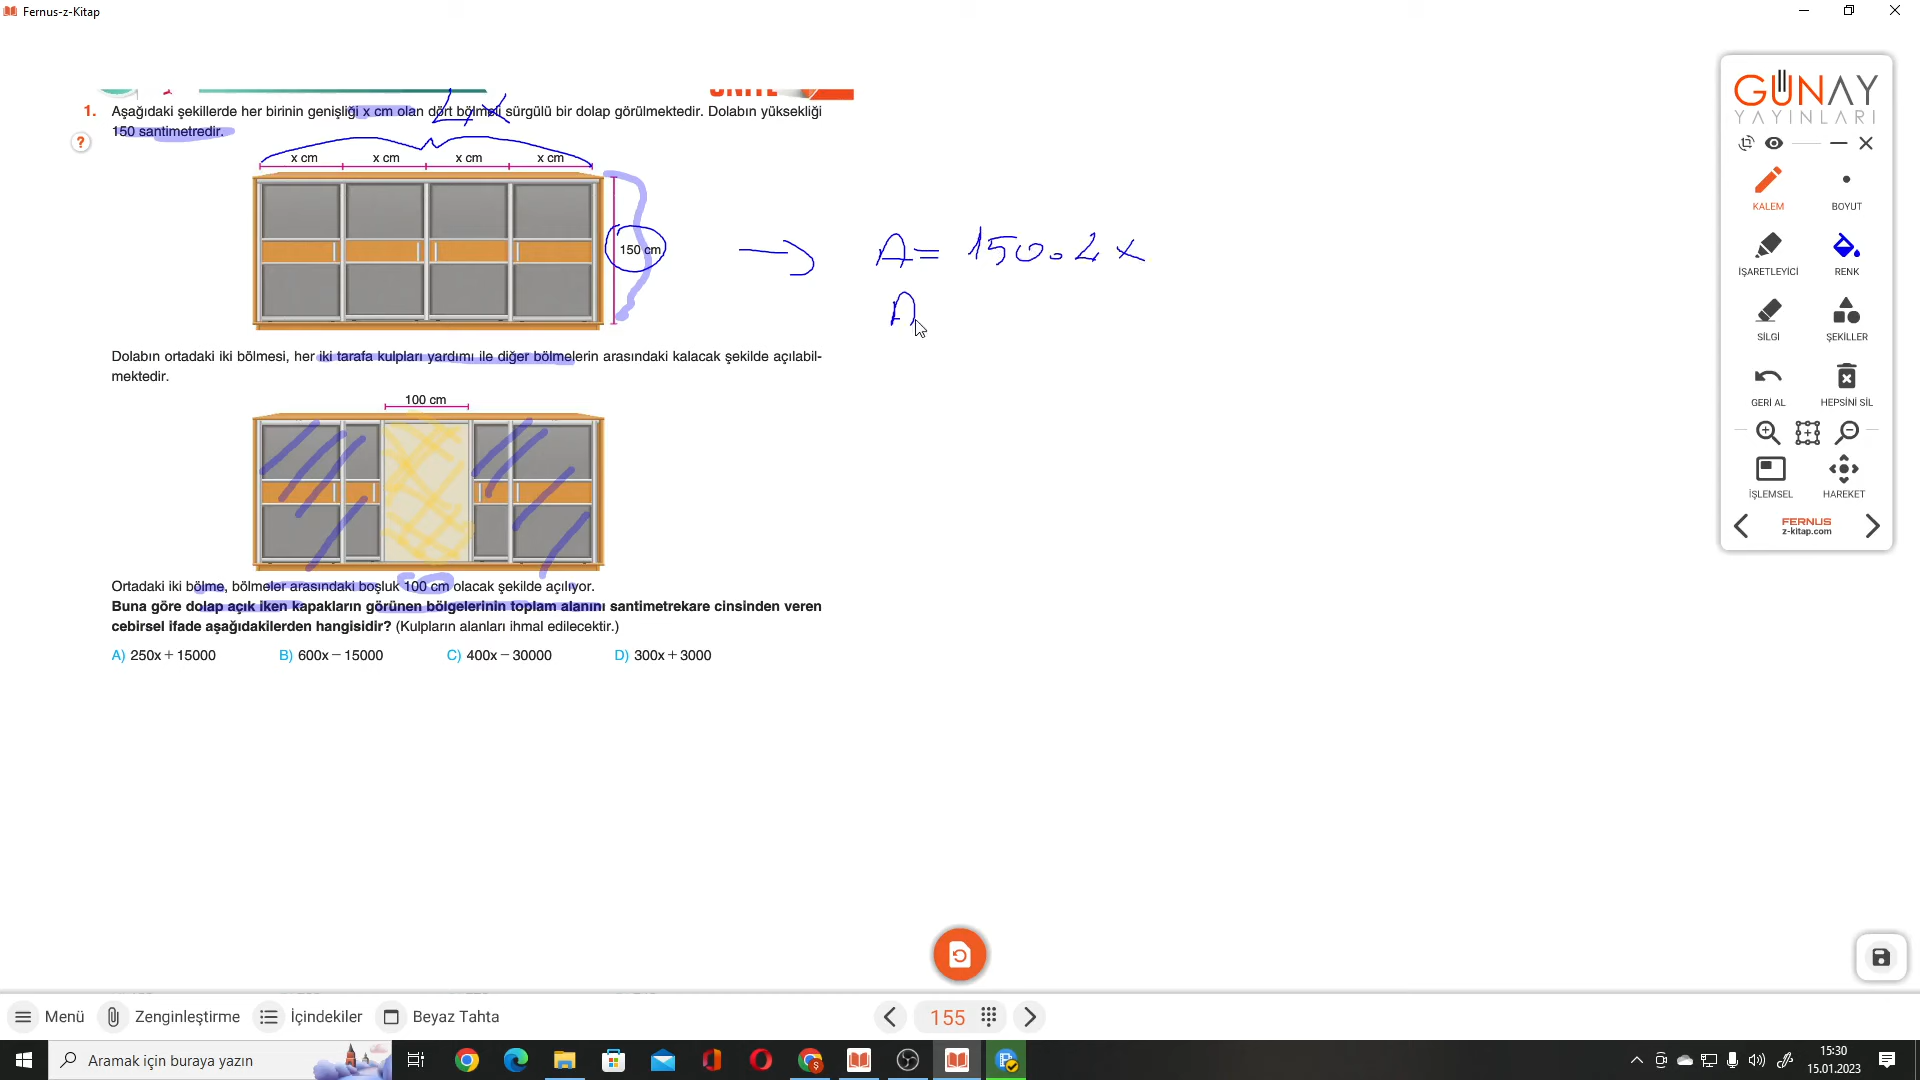 Fernus-z-Kitap
ÜNİTE
1. Aşağıdaki şekillerde her birinin genişliği x cm olan dört bölmeli sürgülü bir dolap görülmektedir. Dolabın yüksekliği
150 santimetredir.
?
4x
x cm x cm x cm x cm
150 cm
A= 150.4x
A
Dolabın ortadaki iki bölmesi, her iki tarafa kulpları yardımı ile diğer bölmelerin arasındaki kalacak şekilde açılabil-
mektedir.
100 cm
Ortadaki iki bölme, bölmeler arasındaki boşluk 100 cm olacak şekilde açılıyor.
Buna göre dolap açık iken kapakların görünen bölgelerinin toplam alanını santimetrekare cinsinden veren
cebirsel ifade aşağıdakilerden hangisidir? (Kulpların alanları ihmal edilecektir.)
A) 250x + 15000 B) 600x − 15000 C) 400x − 30000 D) 300x + 3000
GÜNAY
YAYINLARI
KALEM BOYUT
İŞARETLEYİCİ RENK
SİLGİ ŞEKİLLER
GERİ AL HEPSİNİ SİL
İŞLEMSEL HAREKET
FERNUS
z-kitap.com
Menü Zenginleştirme İçindekiler Beyaz Tahta 155
Aramak için buraya yazın
15:30
15.01.2023